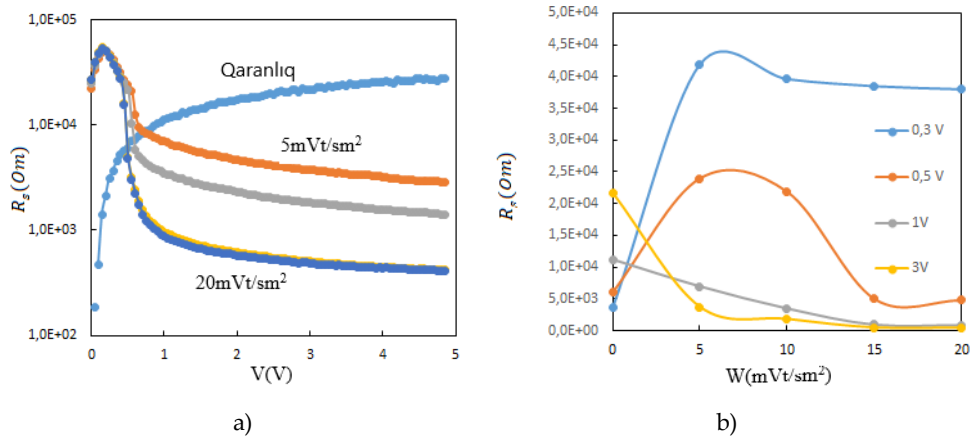 1,0E+05
1,0E+04
1,0E+03
1,0E+02
R_s(Om)
Qaranlıq
5mVt/sm²
20mVt/sm²
0 1 2 3 4 5
V(V)
a)
b)
5,0E+04
4,5E+04
4,0E+04
3,5E+04
3,0E+04
2,5E+04
2,0E+04
1,5E+04
1,0E+04
5,0E+03
0,0E+00
R_s(Om)
0,3 V
0,5 V
1V
3V
0 5 10 15 20
W(mVt/sm²)
b)